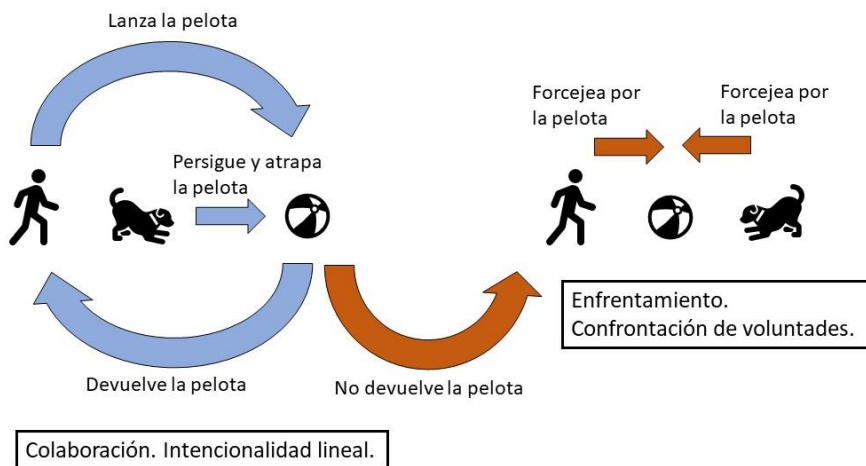 Lanza la pelota
Persigue y atrapa
la pelota
Devuelve la pelota
No devuelve la pelota
Forcejea por
la pelota
Forcejea por
la pelota
Enfrentamiento.
Confrontación de voluntades.
Colaboración. Intencionalidad lineal.